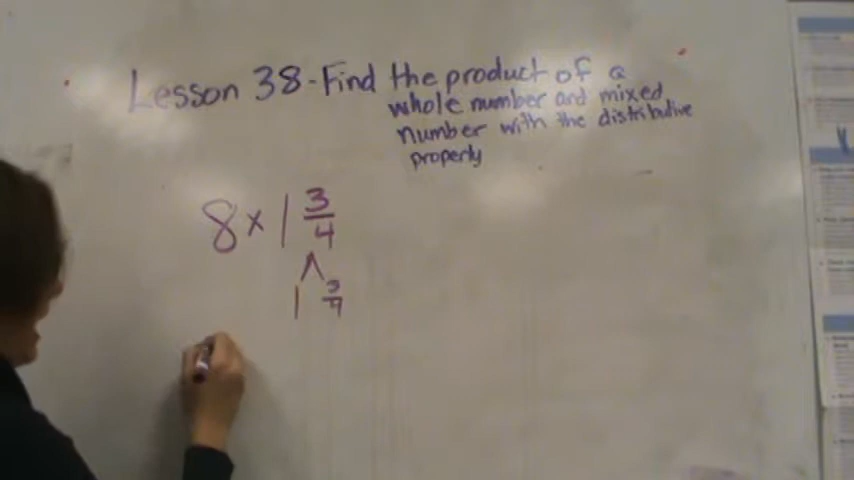 Lesson 38 - Find the product of a
whole number and mixed
number with the distributive
property
8 x 1 3/4
1 3/4